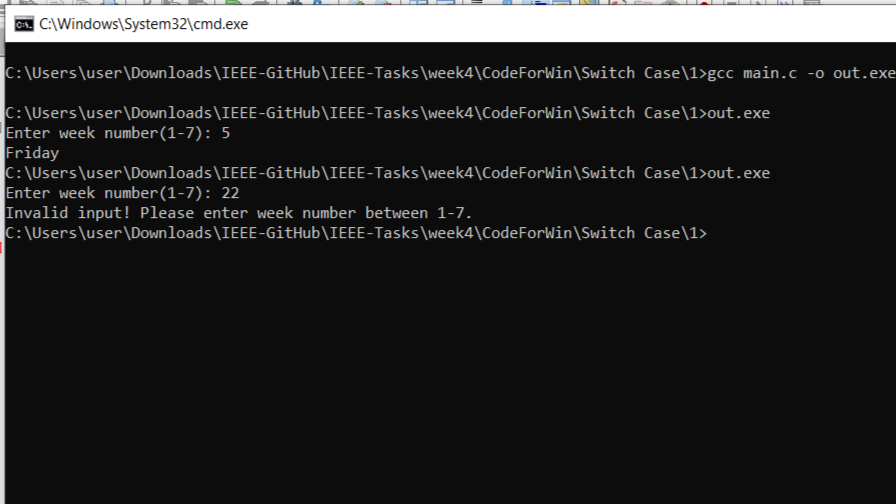 C:\Windows\System32\cmd.exe
C:\Users\user\Downloads\IEEE-GitHub\IEEE-Tasks\week4\CodeForWin\Switch Case\1>gcc main.c -o out.exe
C:\Users\user\Downloads\IEEE-GitHub\IEEE-Tasks\week4\CodeForWin\Switch Case\1>out.exe
Enter week number(1-7): 5
Friday
C:\Users\user\Downloads\IEEE-GitHub\IEEE-Tasks\week4\CodeForWin\Switch Case\1>out.exe
Enter week number(1-7): 22
Invalid input! Please enter week number between 1-7.
C:\Users\user\Downloads\IEEE-GitHub\IEEE-Tasks\week4\CodeForWin\Switch Case\1>